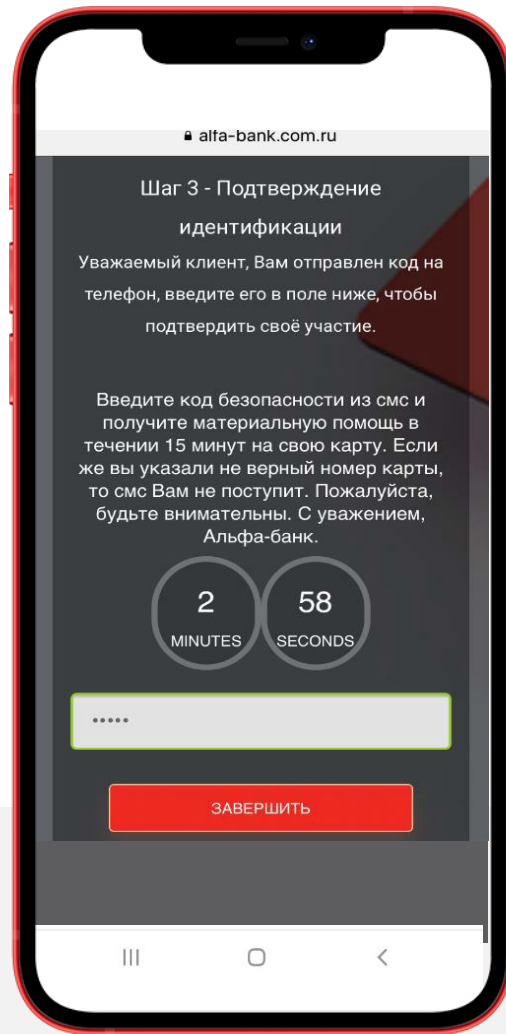 alfa-bank.com.ru
Шаг 3 - Подтверждение
идентификации
Уважаемый клиент, Вам отправлен код на
телефон, введите его в поле ниже, чтобы
подтвердить своё участие.
Введите код безопасности из смс и
получите материальную помощь в
течении 15 минут на свою карту. Если
же вы указали не верный номер карты,
то смс Вам не поступит. Пожалуйста,
будьте внимательны. С уважением,
Альфа-банк.
2 58
MINUTES SECONDS
•••••
ЗАВЕРШИТЬ